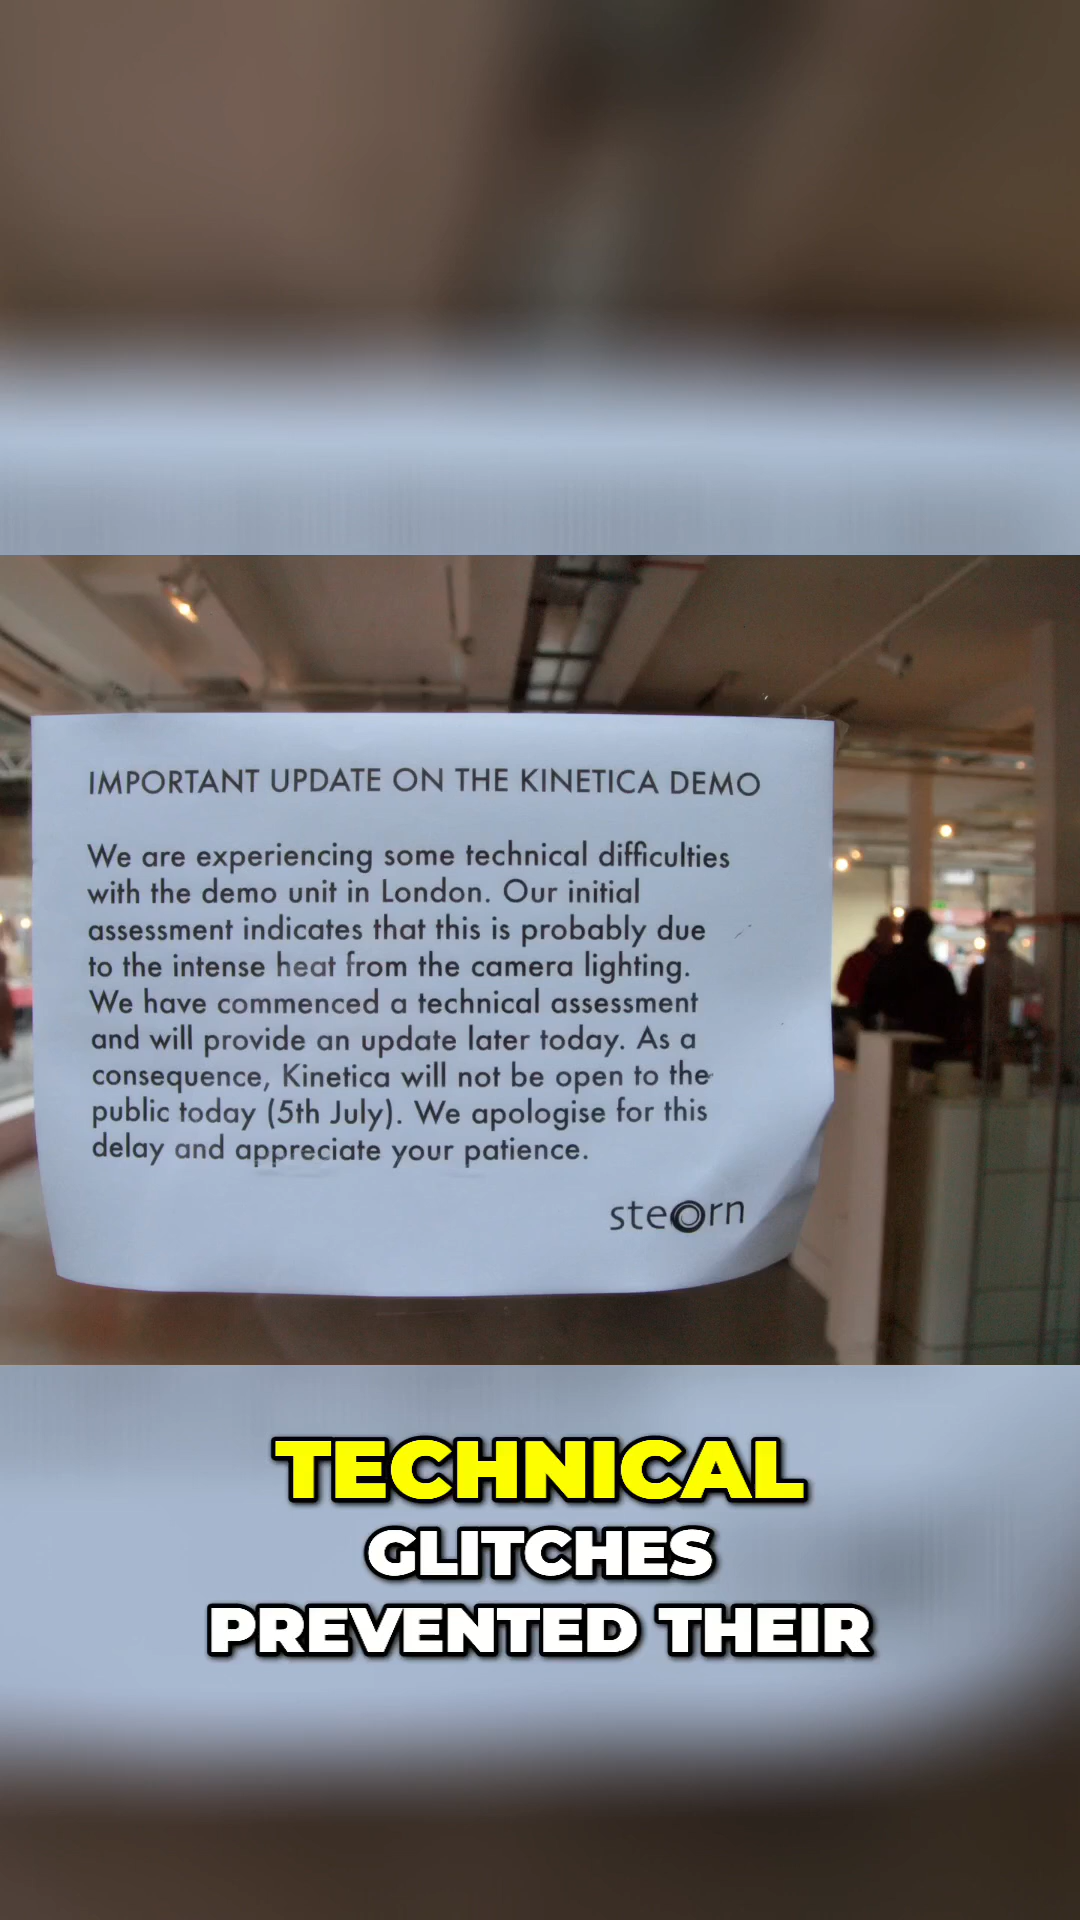 IMPORTANT UPDATE ON THE KINETICA DEMO
We are experiencing some technical difficulties
with the demo unit in London. Our initial
assessment indicates that this is probably due
to the intense heat from the camera lighting.
We have commenced a technical assessment
and will provide an update later today. As a
consequence, Kinetica will not be open to the
public today (5th July). We apologise for this
delay and appreciate your patience.
steorn
TECHNICAL
GLITCHES
PREVENTED THEIR